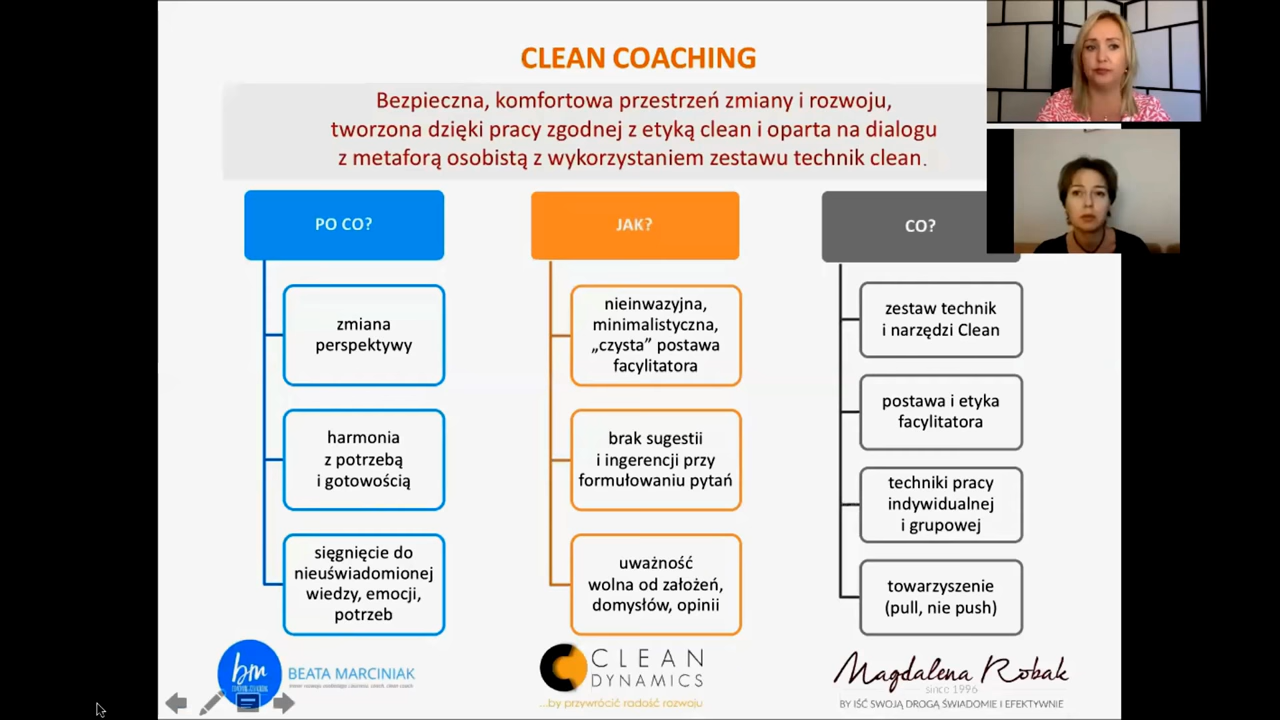 CLEAN COACHING
Bezpieczna, komfortowa przestrzeń zmiany i rozwoju,
tworzona dzięki pracy zgodnej z etyką clean i oparta na dialogu
z metaforą osobistą z wykorzystaniem zestawu technik clean.
PO CO?
zmiana
perspektywy
harmonia
z potrzebą
i gotowością
sięgnięcie do
nieuświadomionej
wiedzy, emocji,
potrzeb
JAK?
nieinwazyjna,
minimalistyczna,
„czysta” postawa
facylitatora
brak sugestii
i ingerencji przy
formułowaniu pytań
uważność
wolna od założeń,
domysłów, opinii
CO?
zestaw technik
i narzędzi Clean
postawa i etyka
facylitatora
techniki pracy
indywidualnej
i grupowej
towarzyszenie
(pull, nie push)
bm
BEATA MARCINIAK
CLEAN
DYNAMICS
...by przywrócić radość rozwoju
Magdalena Robak
since 1996
BY IŚĆ SWOJĄ DROGĄ ŚWIADOMIE I EFEKTYWNIE